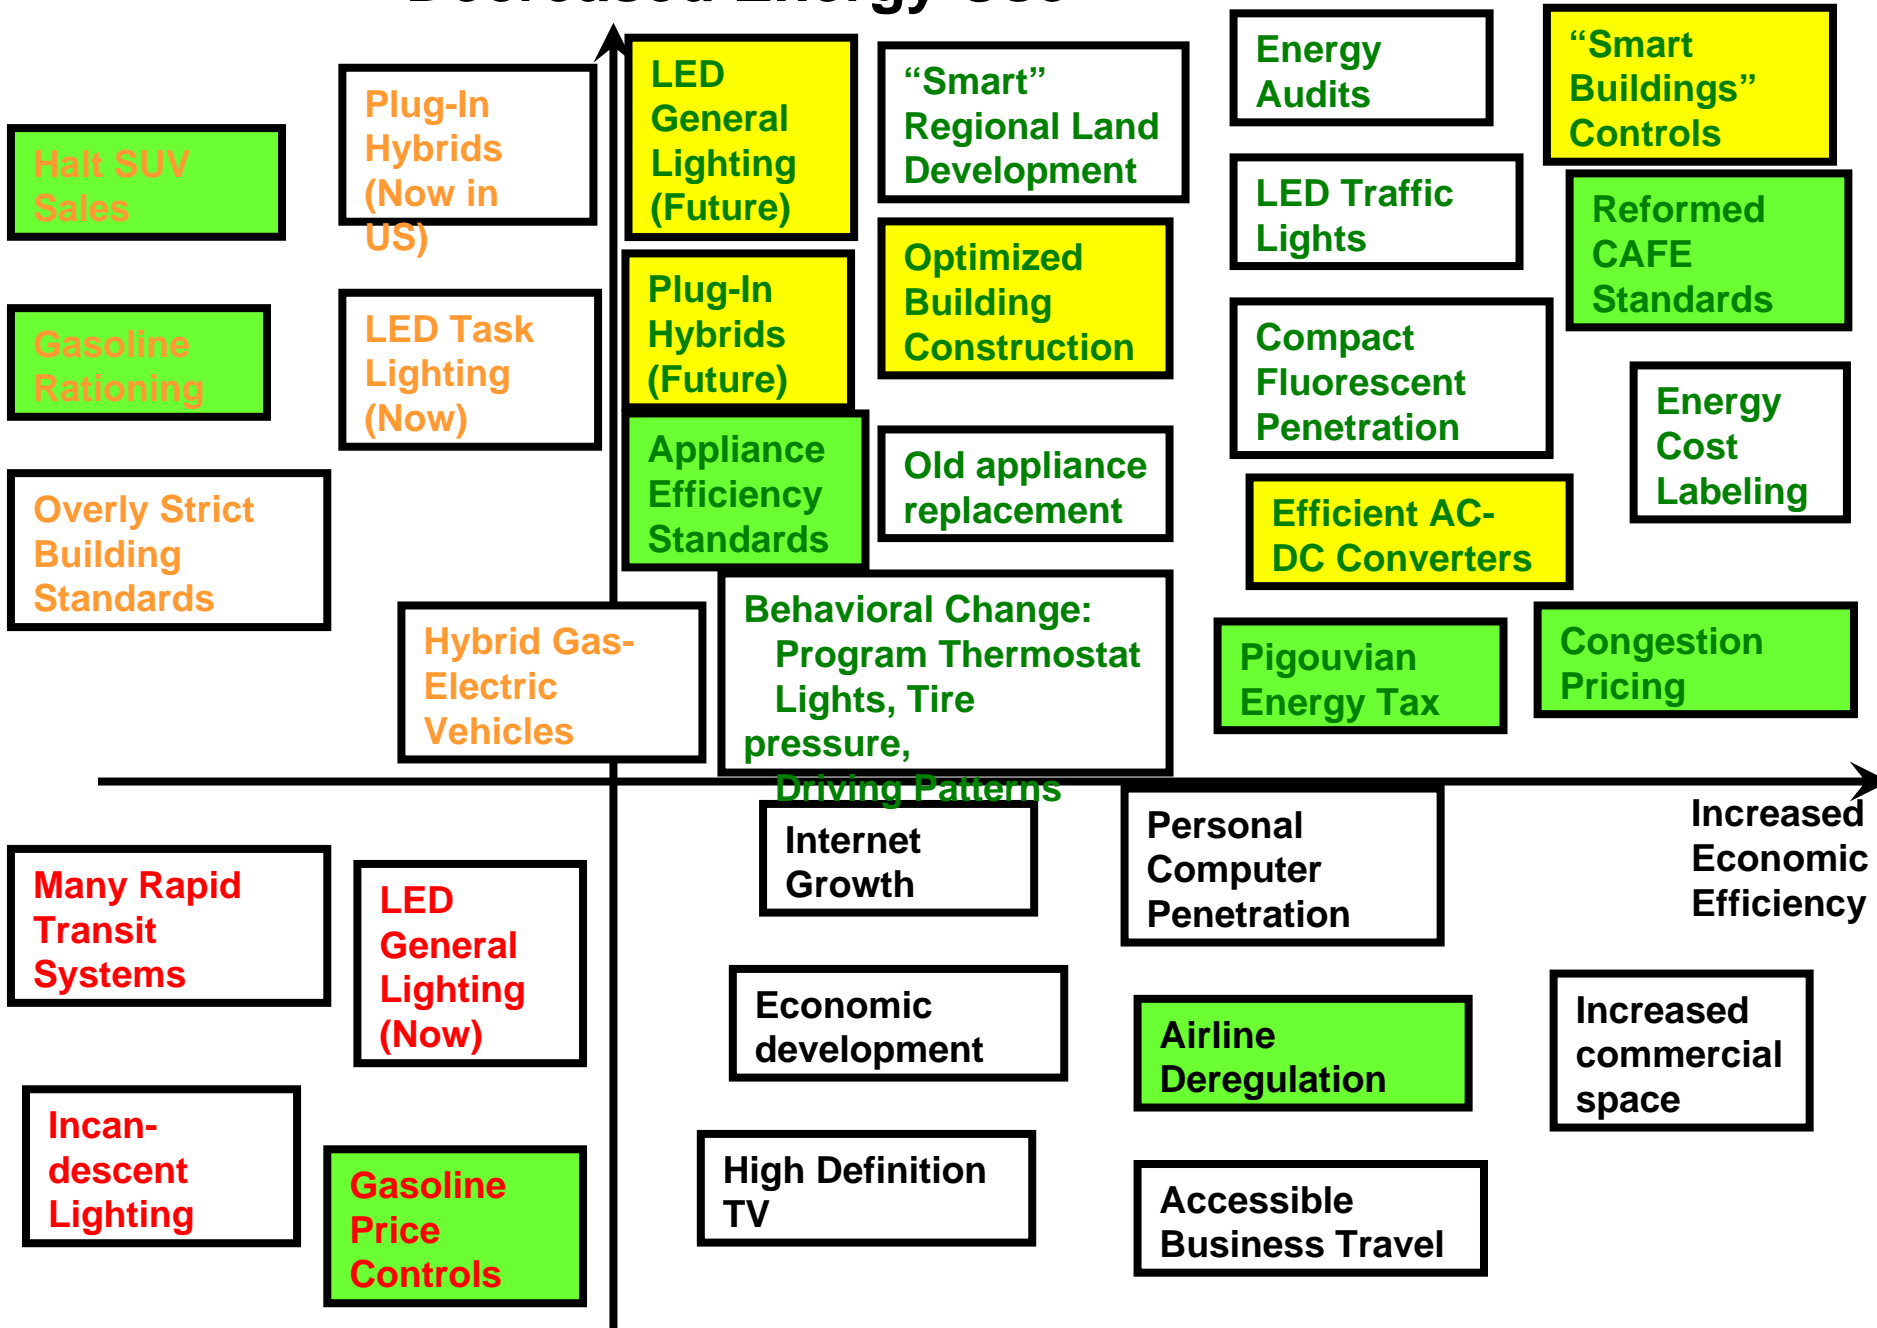 Decreased Energy Use
Halt SUV
Sales
Plug-In
Hybrids
(Now in
US)
LED
General
Lighting
(Future)
“Smart”
Regional Land
Development
Energy
Audits
“Smart
Buildings”
Controls
LED Traffic
Lights
Reformed
CAFE
Standards
Gasoline
Rationing
LED Task
Lighting
(Now)
Plug-In
Hybrids
(Future)
Optimized
Building
Construction
Compact
Fluorescent
Penetration
Energy
Cost
Labeling
Overly Strict
Building
Standards
Appliance
Efficiency
Standards
Old appliance
replacement
Efficient AC-
DC Converters
Hybrid Gas-
Electric
Vehicles
Behavioral Change:
Program Thermostat
Lights, Tire
pressure,
Driving Patterns
Pigouvian
Energy Tax
Congestion
Pricing
Increased
Economic
Efficiency
Many Rapid
Transit
Systems
LED
General
Lighting
(Now)
Internet
Growth
Personal
Computer
Penetration
Economic
development
Airline
Deregulation
Increased
commercial
space
Incan-
descent
Lighting
Gasoline
Price
Controls
High Definition
TV
Accessible
Business Travel